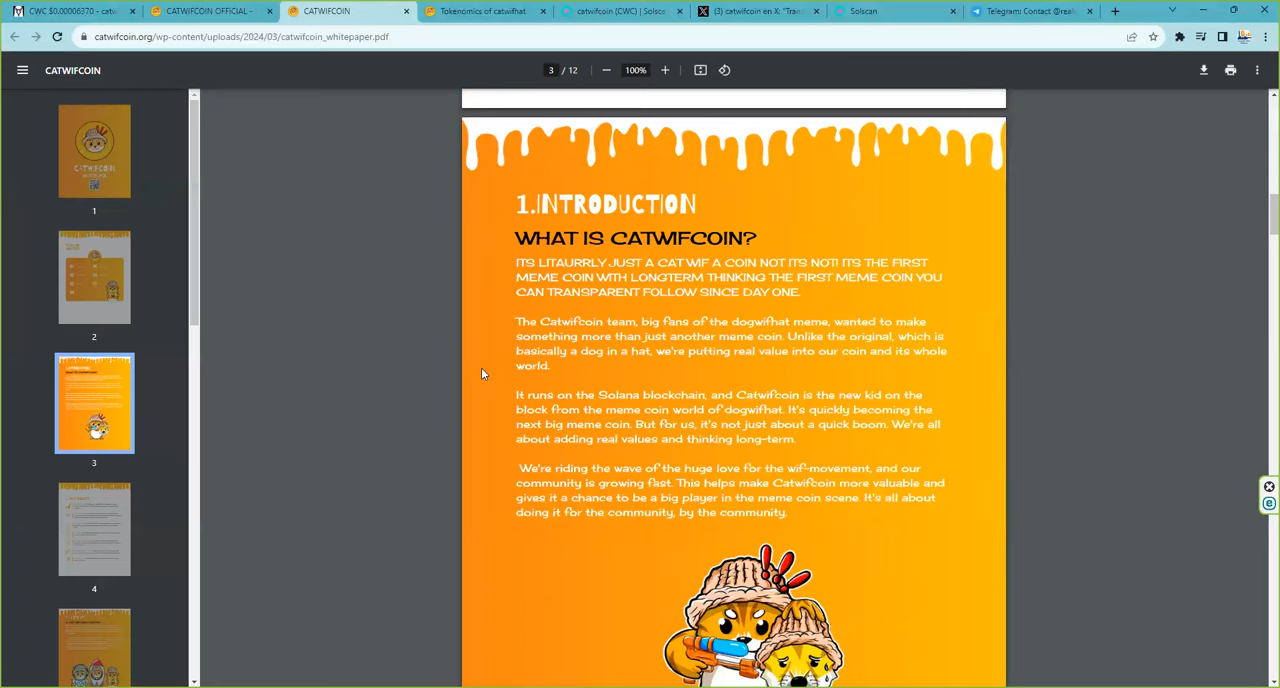 CWC $0.00006370 - catw
CATWIFCOIN OFFICIAL -
CATWIFCOIN
Tokenomics of catwifhat
catwifcoin (CWC) | Solsc
(3) catwifcoin en X: "Tran
Solscan
Telegram: Contact @real
catwifcoin.org/wp-content/uploads/2024/03/catwifcoin_whitepaper.pdf
CATWIFCOIN
3 / 12
100%
CATWIFCOIN
1
2
3
4
1.INTRODUCTION
WHAT IS CATWIFCOIN?
ITS LITAURRLY JUST A CAT WIF A COIN NOT ITS NOT! ITS THE FIRST
MEME COIN WITH LONGTERM THINKING THE FIRST MEME COIN YOU
CAN TRANSPARENT FOLLOW SINCE DAY ONE.
The Catwifcoin team, big fans of the dogwifhat meme, wanted to make
something more than just another meme coin. Unlike the original, which is
basically a dog in a hat, we're putting real value into our coin and its whole
world.
It runs on the Solana blockchain, and Catwifcoin is the new kid on the
block from the meme coin world of dogwifhat. It's quickly becoming the
next big meme coin. But for us, it's not just about a quick boom. We're all
about adding real values and thinking long-term.
We're riding the wave of the huge love for the wif-movement, and our
community is growing fast. This helps make Catwifcoin more valuable and
gives it a chance to be a big player in the meme coin scene. It's all about
doing it for the community, by the community.